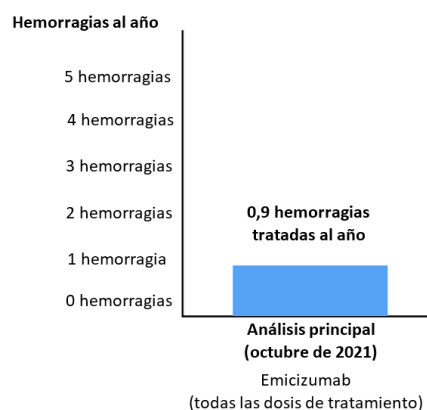 Hemorragias al año
5 hemorragias
4 hemorragias
3 hemorragias
2 hemorragias
1 hemorragia
0 hemorragias
0,9 hemorragias
tratadas al año
Análisis principal
(octubre de 2021)
Emicizumab
(todas las dosis de tratamiento)